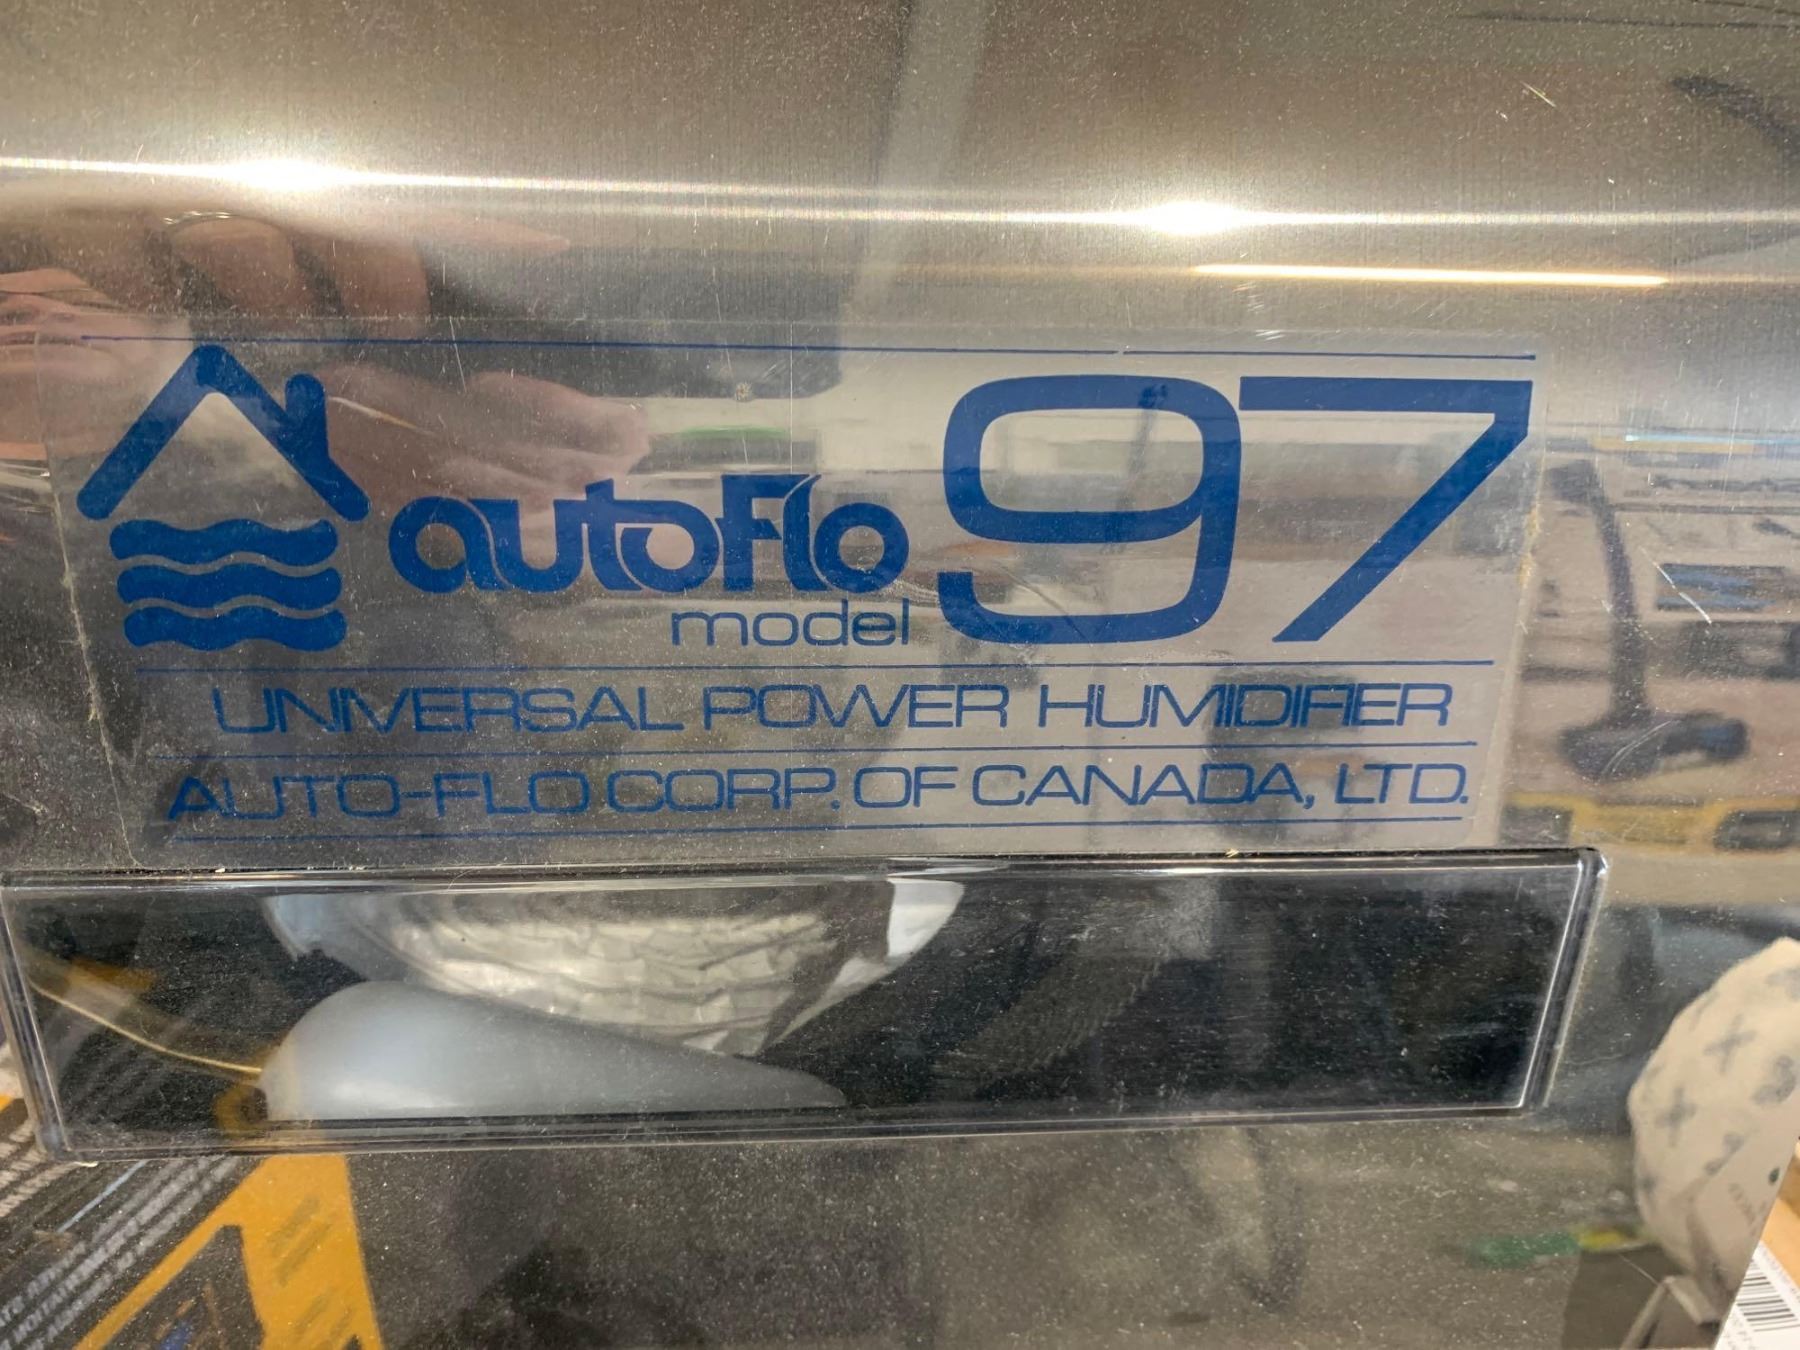 autoFlo 97
model
UNIVERSAL POWER HUMIDIFIER
AUTO-FLO CORP. OF CANADA, LTD.